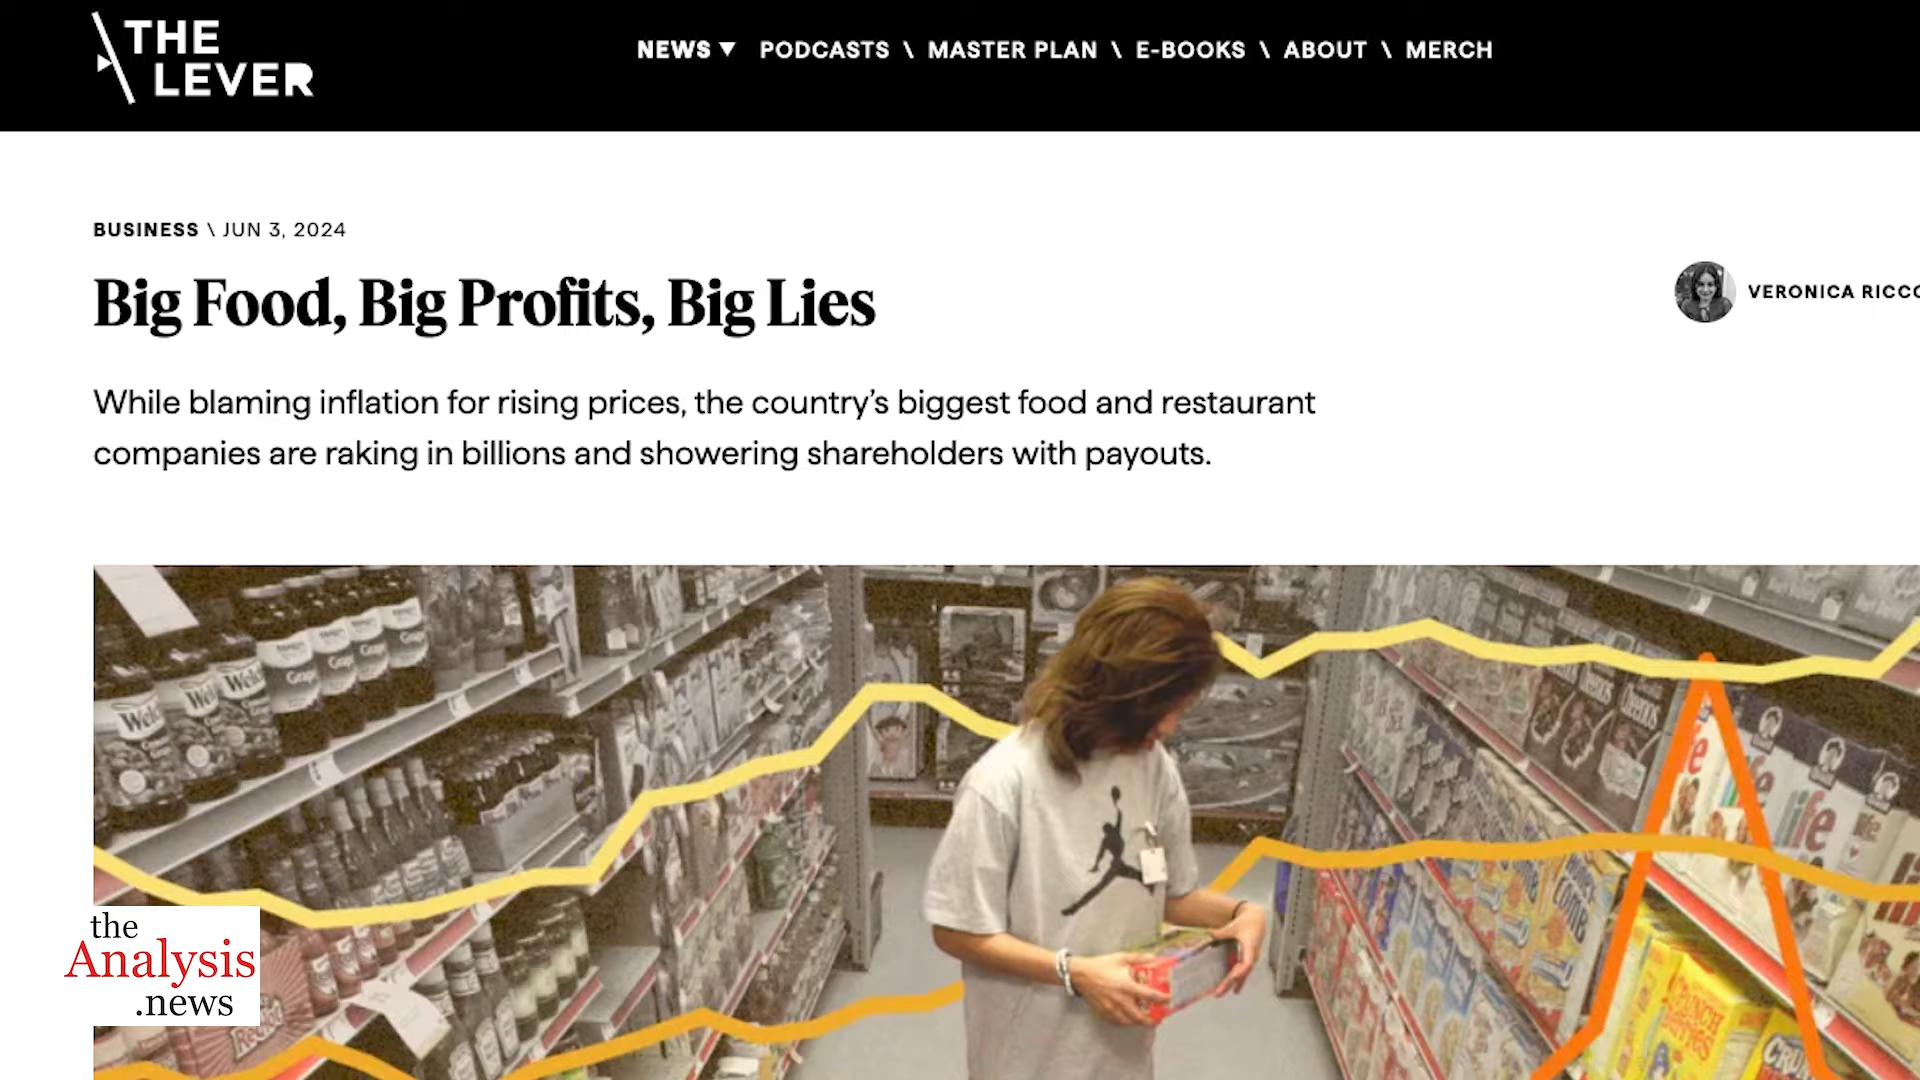 THE
LEVER
NEWS ▼ PODCASTS \ MASTER PLAN \ E-BOOKS \ ABOUT \ MERCH
BUSINESS \ JUN 3, 2024
Big Food, Big Profits, Big Lies
VERONICA RICCO
While blaming inflation for rising prices, the country's biggest food and restaurant
companies are raking in billions and showering shareholders with payouts.
Grape
life
the
Analysis
.news